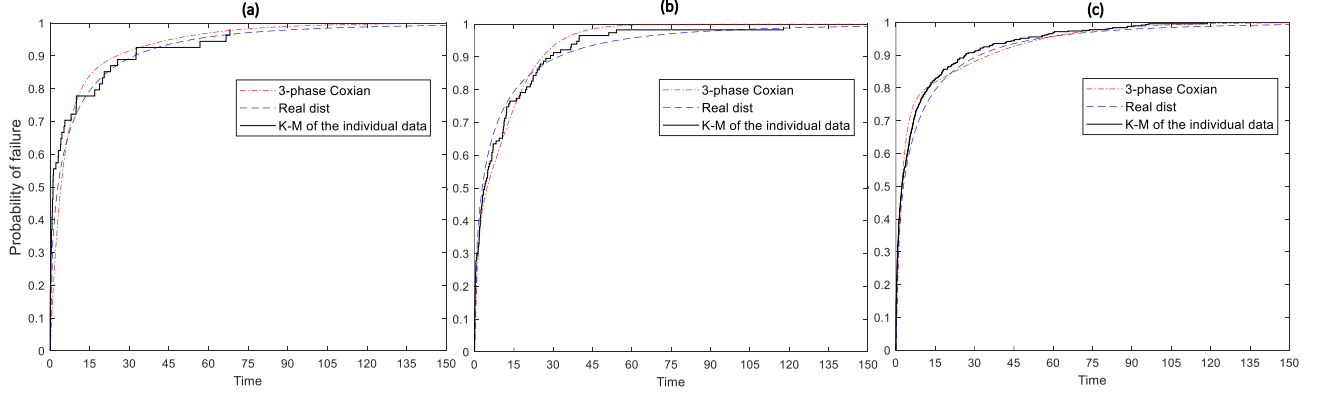 (a)
Probability of failure
1
0.9
0.8
0.7
0.6
0.5
0.4
0.3
0.2
0.1
0
0 15 30 45 60 75 90 105 120 135 150
Time
3-phase Coxian
Real dist
K-M of the individual data
(b)
1
0.9
0.8
0.7
0.6
0.5
0.4
0.3
0.2
0.1
0
0 15 30 45 60 75 90 105 120 135 150
Time
3-phase Coxian
Real dist
K-M of the individual data
(c)
1
0.9
0.8
0.7
0.6
0.5
0.4
0.3
0.2
0.1
0
0 15 30 45 60 75 90 105 120 135 150
Time
3-phase Coxian
Real dist
K-M of the individual data